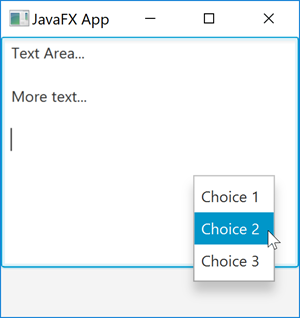 JavaFX App
Text Area...
More text...
Choice 1
Choice 2
Choice 3